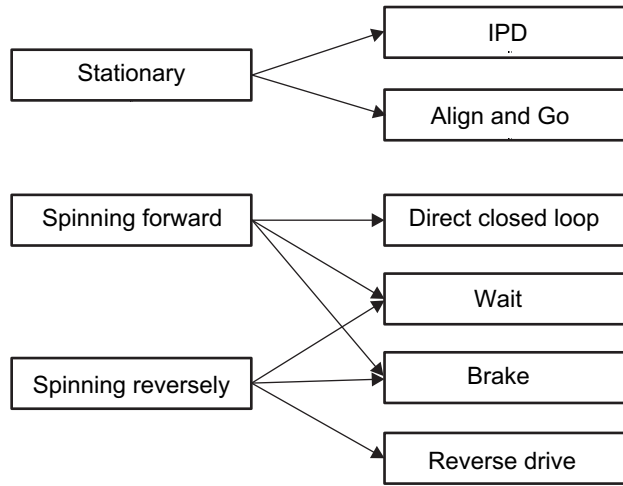 Stationary
IPD
Align and Go
Spinning forward
Direct closed loop
Wait
Spinning reversely
Brake
Reverse drive